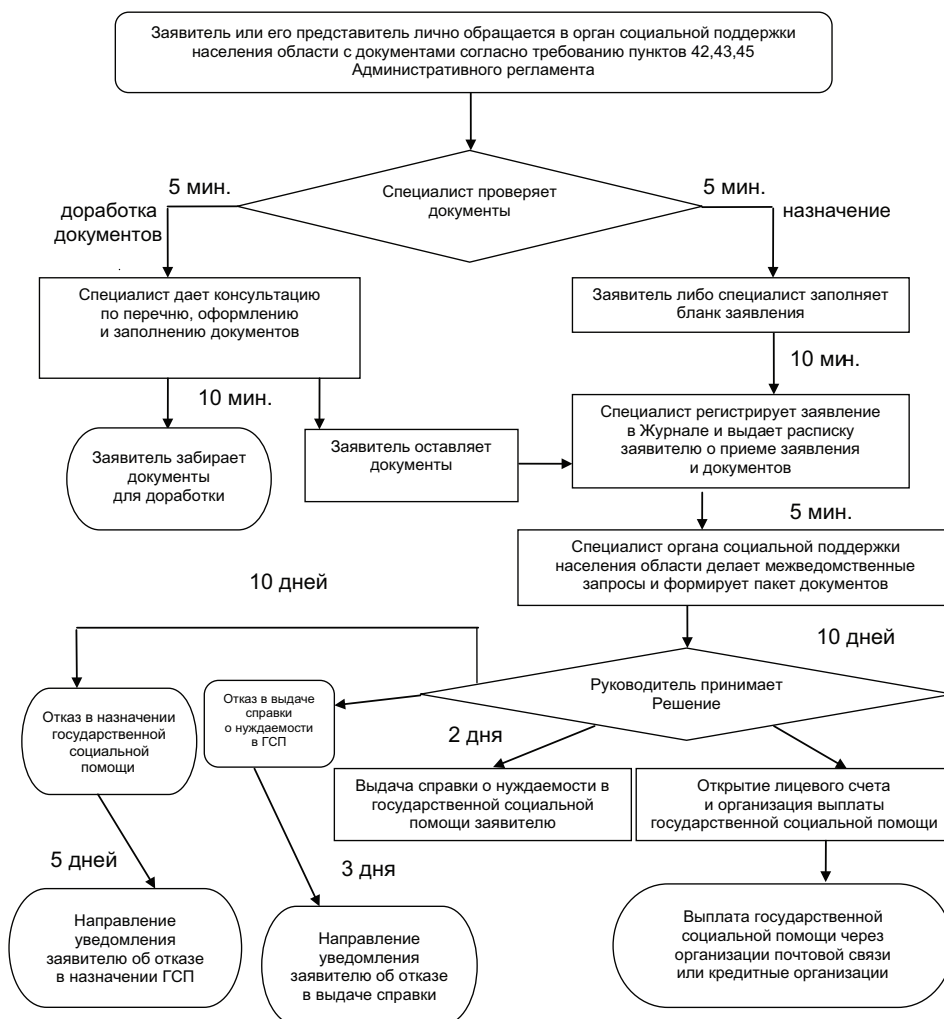 Заявитель или его представитель лично обращается в орган социальной поддержки
населения области с документами согласно требованию пунктов 42,43,45
Административного регламента
5 мин.
Специалист проверяет
документы
5 мин.
доработка
документов
назначение
Специалист дает консультацию
по перечню, оформлению
и заполнению документов
Заявитель либо специалист заполняет
бланк заявления
10 мин.
10 мин.
Заявитель забирает
документы
для доработки
Заявитель оставляет
документы
Специалист регистрирует заявление
в Журнале и выдает расписку
заявителю о приеме заявления
и документов
5 мин.
Специалист органа социальной поддержки
населения области делает межведомственные
запросы и формирует пакет документов
10 дней
10 дней
Руководитель принимает
Решение
Отказ в назначении
государственной
социальной
помощи
Отказ в выдаче
справки
о нуждаемости
в ГСП
2 дня
Выдача справки о нуждаемости в
государственной социальной
помощи заявителю
Открытие лицевого счета
и организация выплаты
государственной социальной помощи
5 дней
3 дня
Направление
уведомления
заявителю об отказе
в назначении ГСП
Направление
уведомления
заявителю об отказе
в выдаче справки
Выплата государственной
социальной помощи через
организации почтовой связи
или кредитные организации